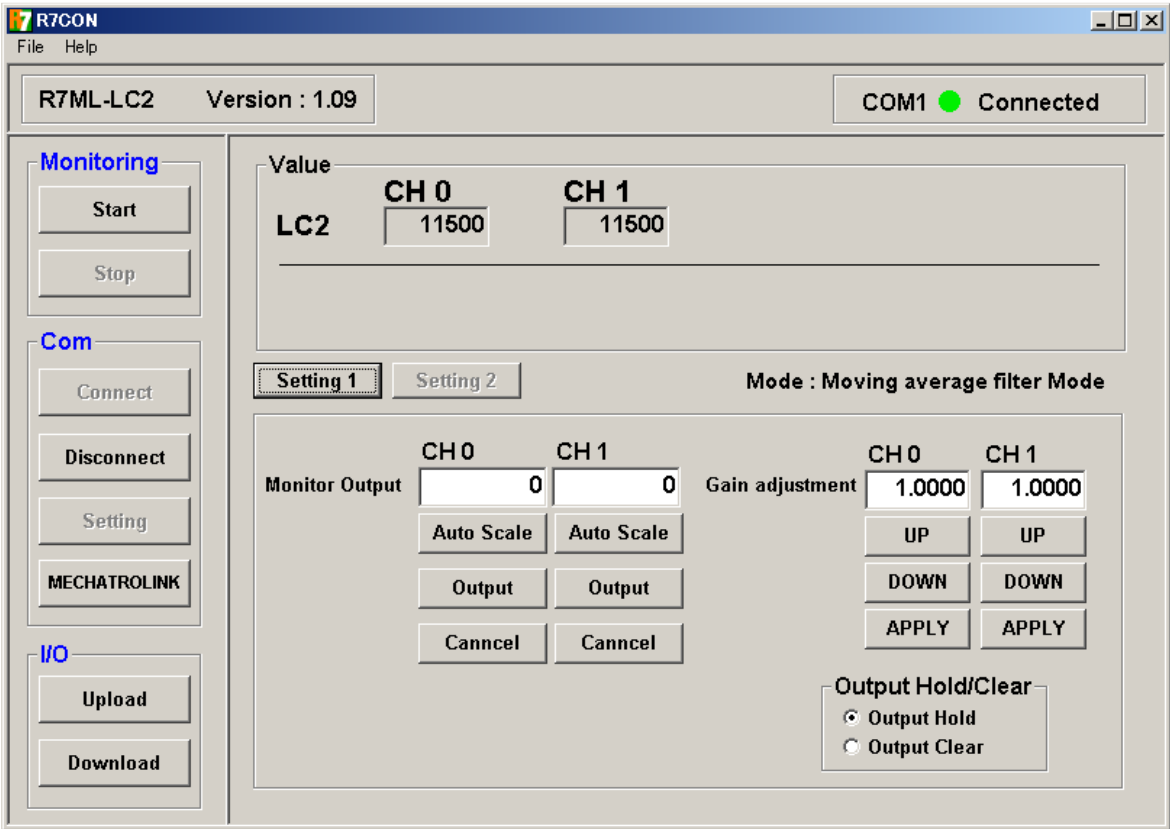 R7 R7CON
File Help
R7ML-LC2 Version : 1.09
COM1 Connected
Monitoring
Start
Stop
Com
Connect
Disconnect
Setting
MECHATROLINK
I/O
Upload
Download
Value
CH 0 CH 1
LC2 11500 11500
Setting 1 Setting 2 Mode : Moving average filter Mode
CH 0 CH 1
Monitor Output 0 0
Auto Scale Auto Scale
Output Output
Canncel Canncel
CH 0 CH 1
Gain adjustment 1.0000 1.0000
UP UP
DOWN DOWN
APPLY APPLY
Output Hold/Clear
Output Hold
Output Clear